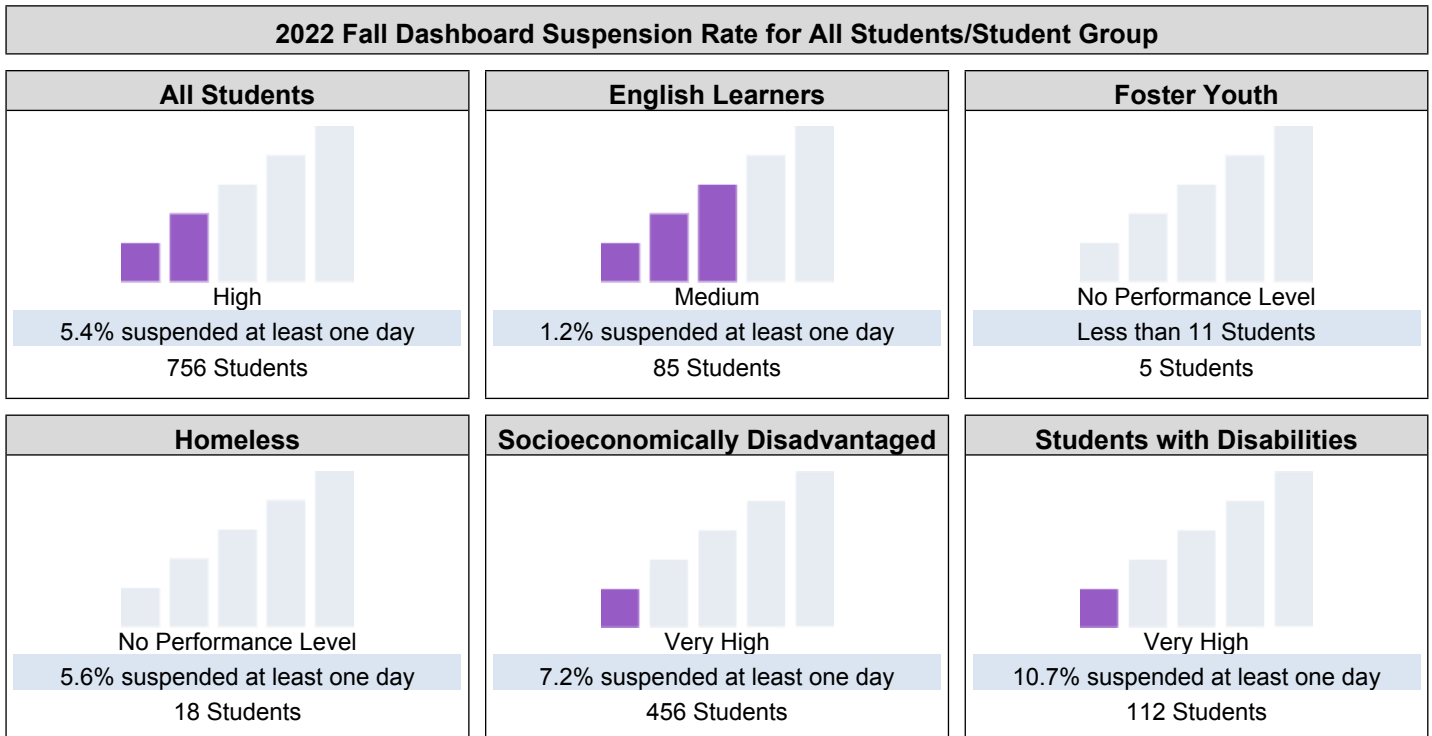 2022 Fall Dashboard Suspension Rate for All Students/Student Group
All Students
High
5.4% suspended at least one day
756 Students
English Learners
Medium
1.2% suspended at least one day
85 Students
Foster Youth
No Performance Level
Less than 11 Students
5 Students
Homeless
No Performance Level
5.6% suspended at least one day
18 Students
Socioeconomically Disadvantaged
Very High
7.2% suspended at least one day
456 Students
Students with Disabilities
Very High
10.7% suspended at least one day
112 Students